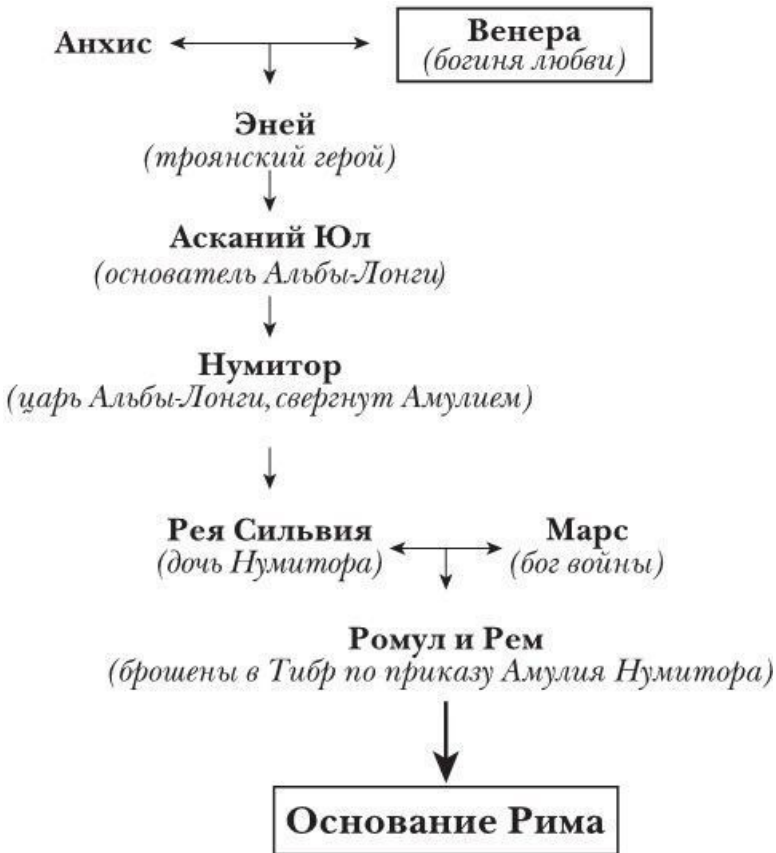 Анхис
Венера
(богиня любви)
Эней
(троянский герой)
Асканий Юл
(основатель Альбы-Лонги)
Нумитор
(царь Альбы-Лонги, свергнут Амулием)
Рея Сильвия
(дочь Нумитора)
Марс
(бог войны)
Ромул и Рем
(брошены в Тибр по приказу Амулия Нумитора)
Основание Рима